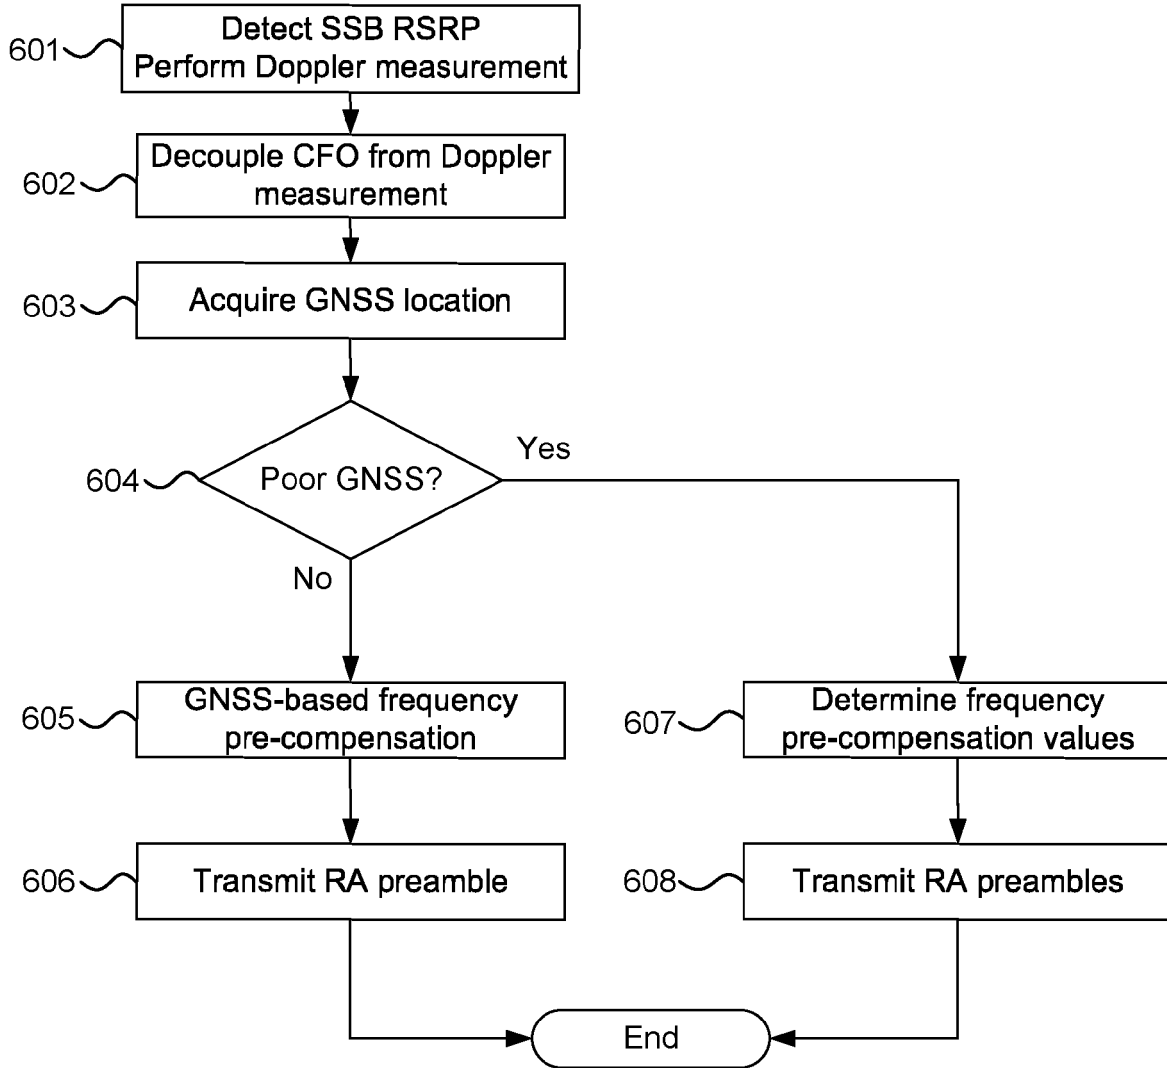 601
Detect SSB RSRP
Perform Doppler measurement
602
Decouple CFO from Doppler
measurement
603
Acquire GNSS location
604
Poor GNSS?
Yes
No
605
GNSS-based frequency
pre-compensation
607
Determine frequency
pre-compensation values
606
Transmit RA preamble
608
Transmit RA preambles
End